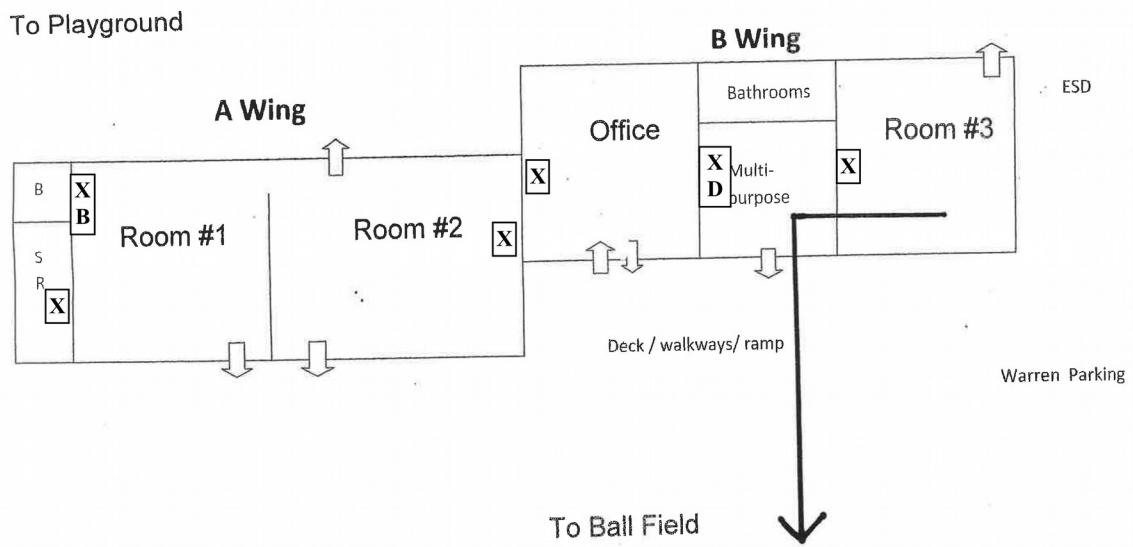 To Playground
B Wing
ESD
Bathrooms
A Wing
Office
Room #3
X
X
X
D
Multi-
purpose
X
B
X
B
Room #1
Room #2
X
S
R
X
Deck / walkways/ ramp
Warren Parking
To Ball Field